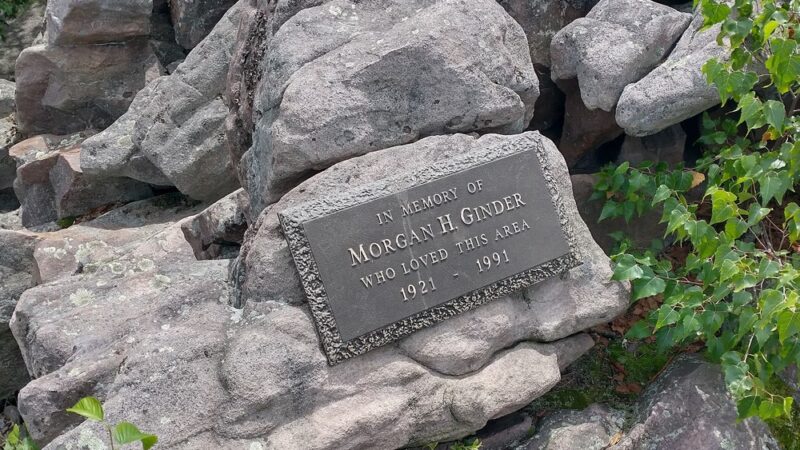 IN MEMORY OF
MORGAN H. GINDER
WHO LOVED THIS AREA
1921 - 1991